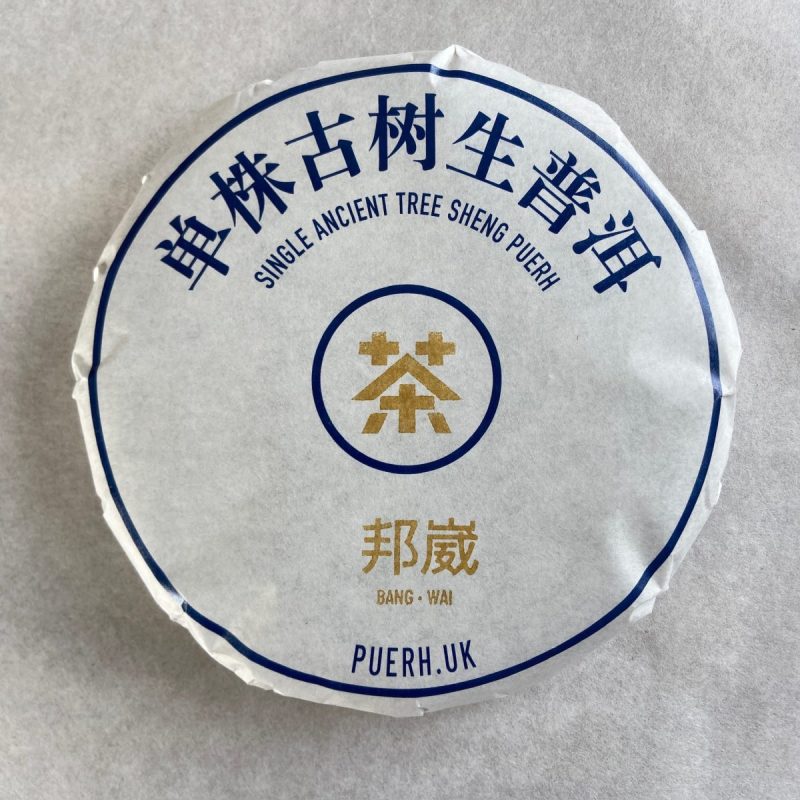 单株古树生普洱
SINGLE ANCIENT TREE SHENG PUERH
茶
邦崴
BANG · WAI
PUERH.UK